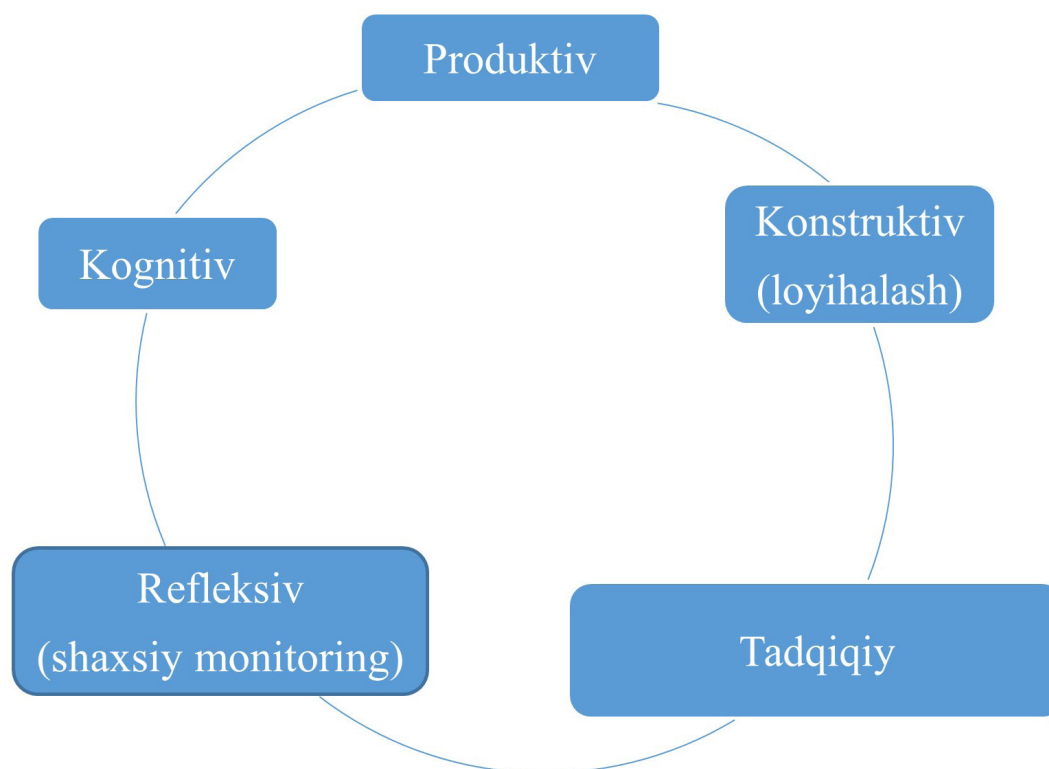 Produktiv
Konstruktiv
(loyihalash)
Kognitiv
Refleksiv
(shaxsiy monitoring)
Tadqiqiy